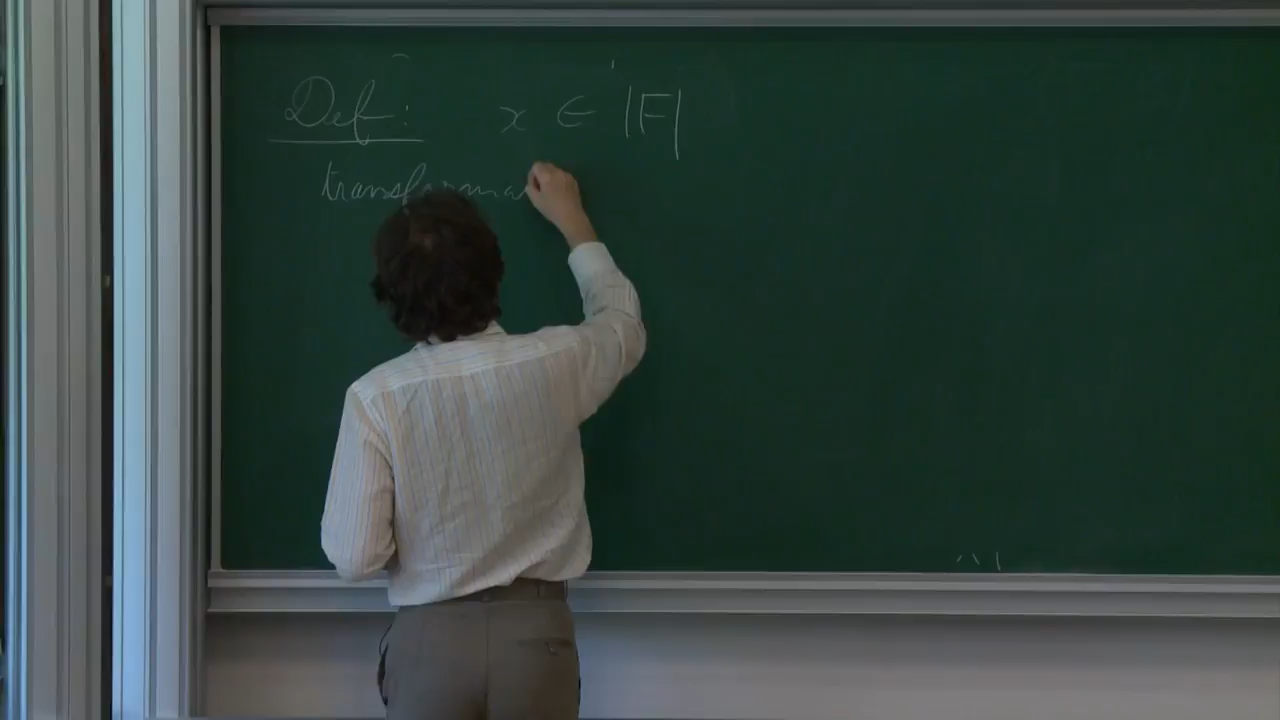 Def: x ∈ |F|
transforma